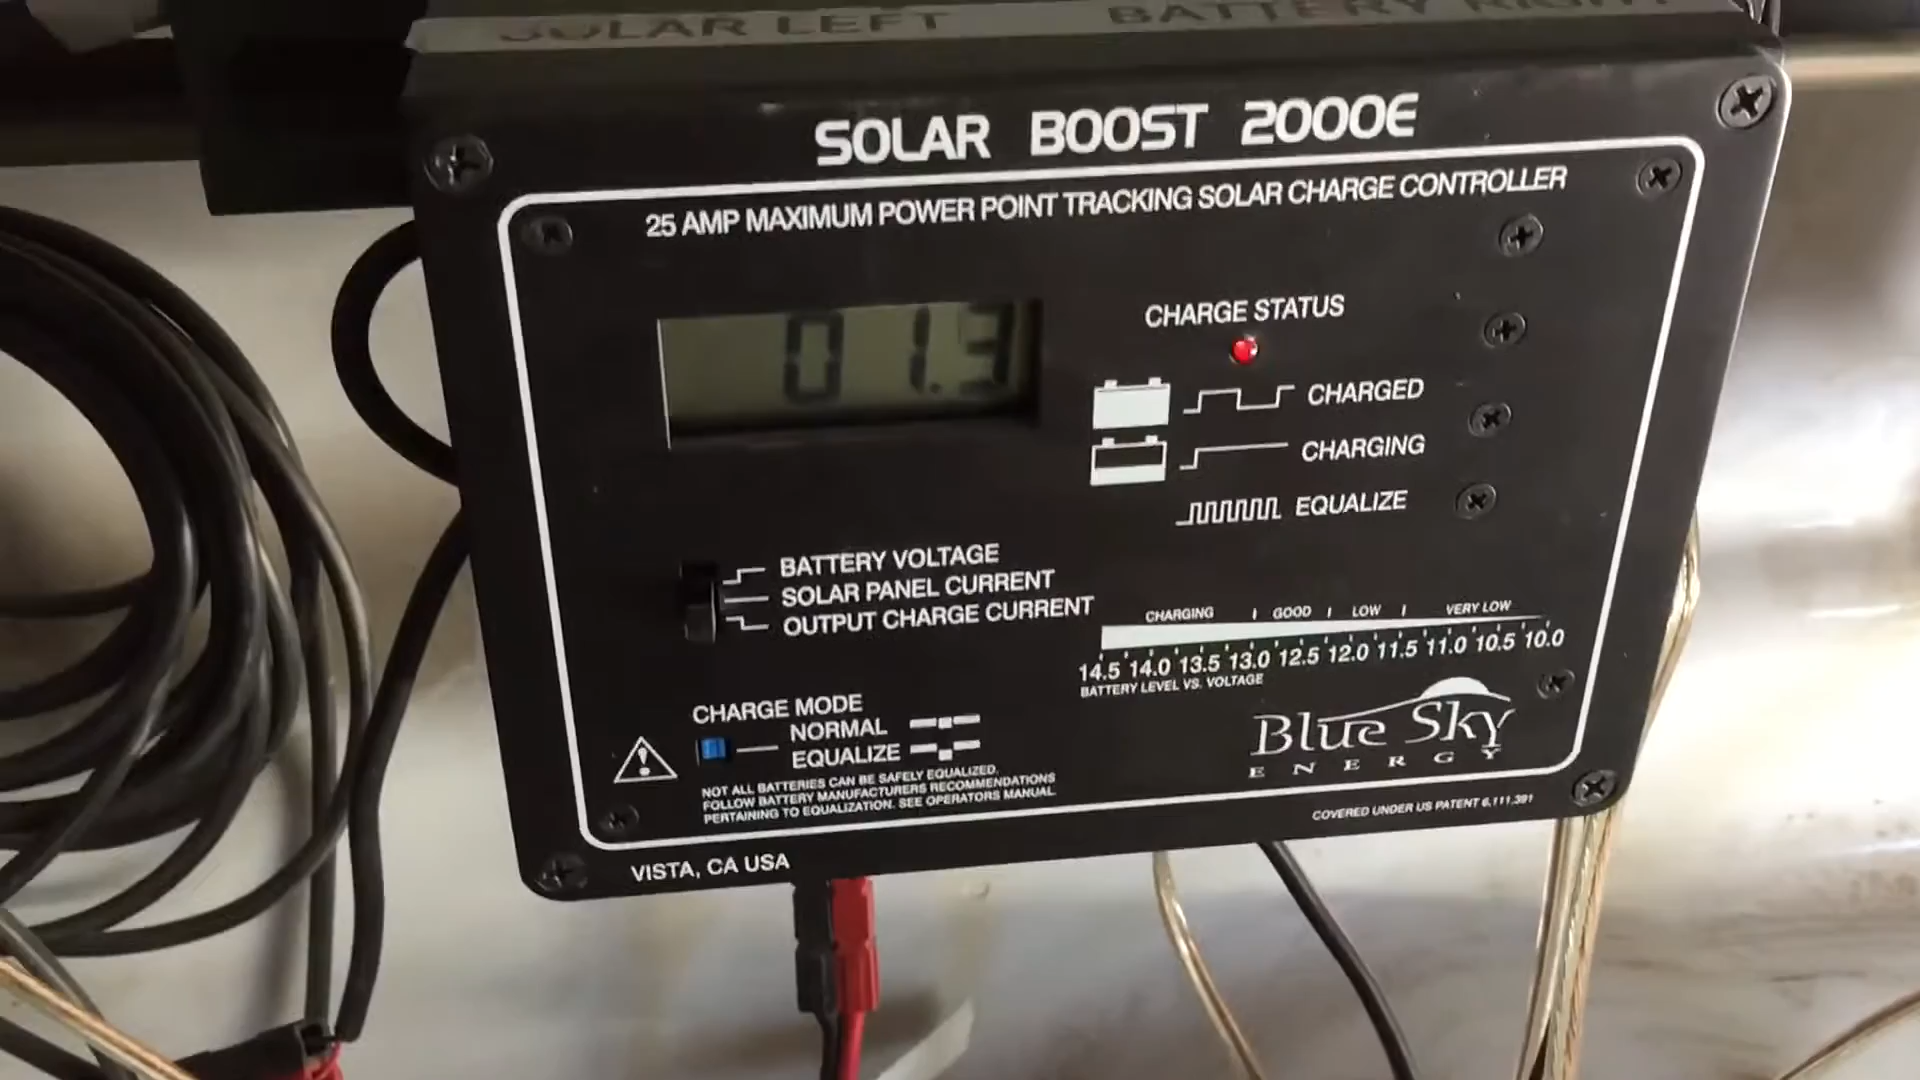 SOLAR LEFT BATTERY RIGHT
SOLAR BOOST 2000E
25 AMP MAXIMUM POWER POINT TRACKING SOLAR CHARGE CONTROLLER
01.3
CHARGE STATUS
CHARGED
CHARGING
EQUALIZE
BATTERY VOLTAGE
SOLAR PANEL CURRENT
OUTPUT CHARGE CURRENT
CHARGING GOOD LOW VERY LOW
14.5 14.0 13.5 13.0 12.5 12.0 11.5 11.0 10.5 10.0
BATTERY LEVEL VS. VOLTAGE
CHARGE MODE
NORMAL
EQUALIZE
NOT ALL BATTERIES CAN BE SAFELY EQUALIZED.
FOLLOW BATTERY MANUFACTURERS RECOMMENDATIONS
PERTAINING TO EQUALIZATION. SEE OPERATORS MANUAL.
Blue Sky
ENERGY
COVERED UNDER US PATENT 6,111,391
VISTA, CA USA